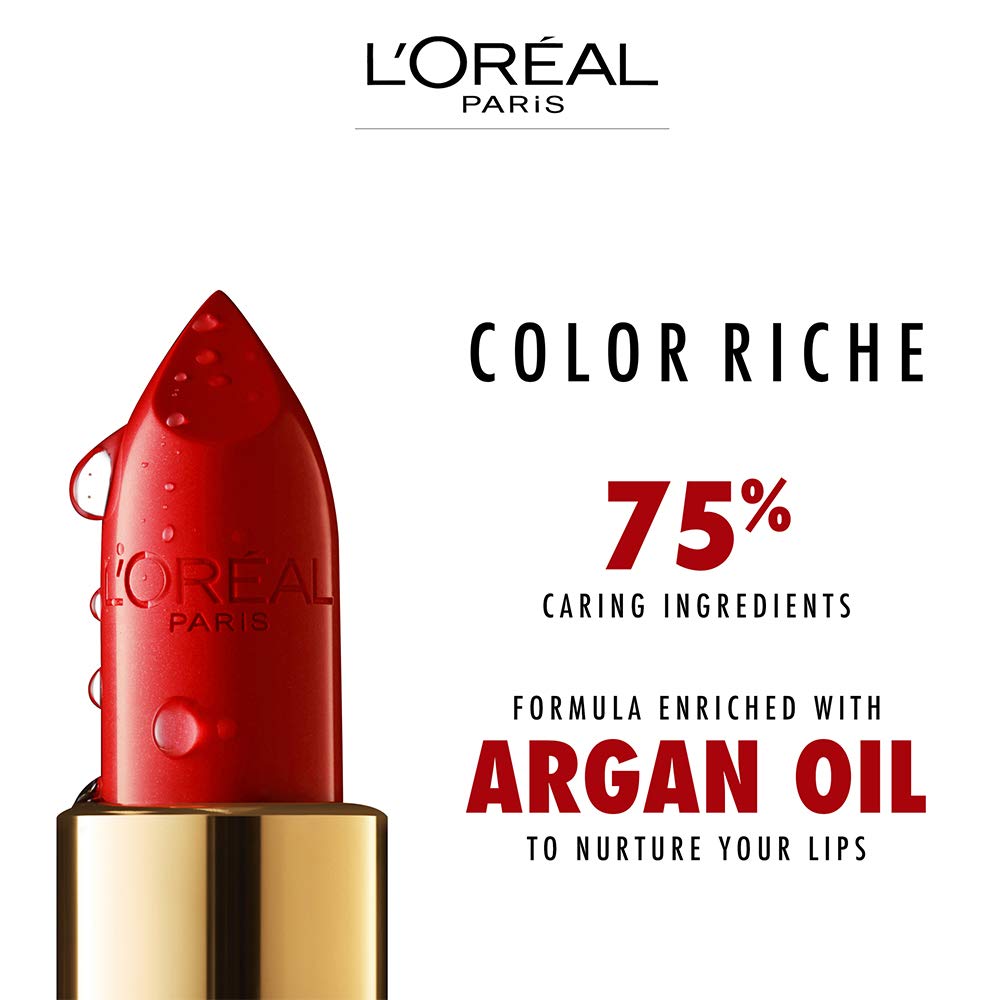 L'ORÉAL
PARiS
COLOR RICHE
75%
CARING INGREDIENTS
FORMULA ENRICHED WITH
ARGAN OIL
TO NURTURE YOUR LIPS
L'ORÉAL
PARIS